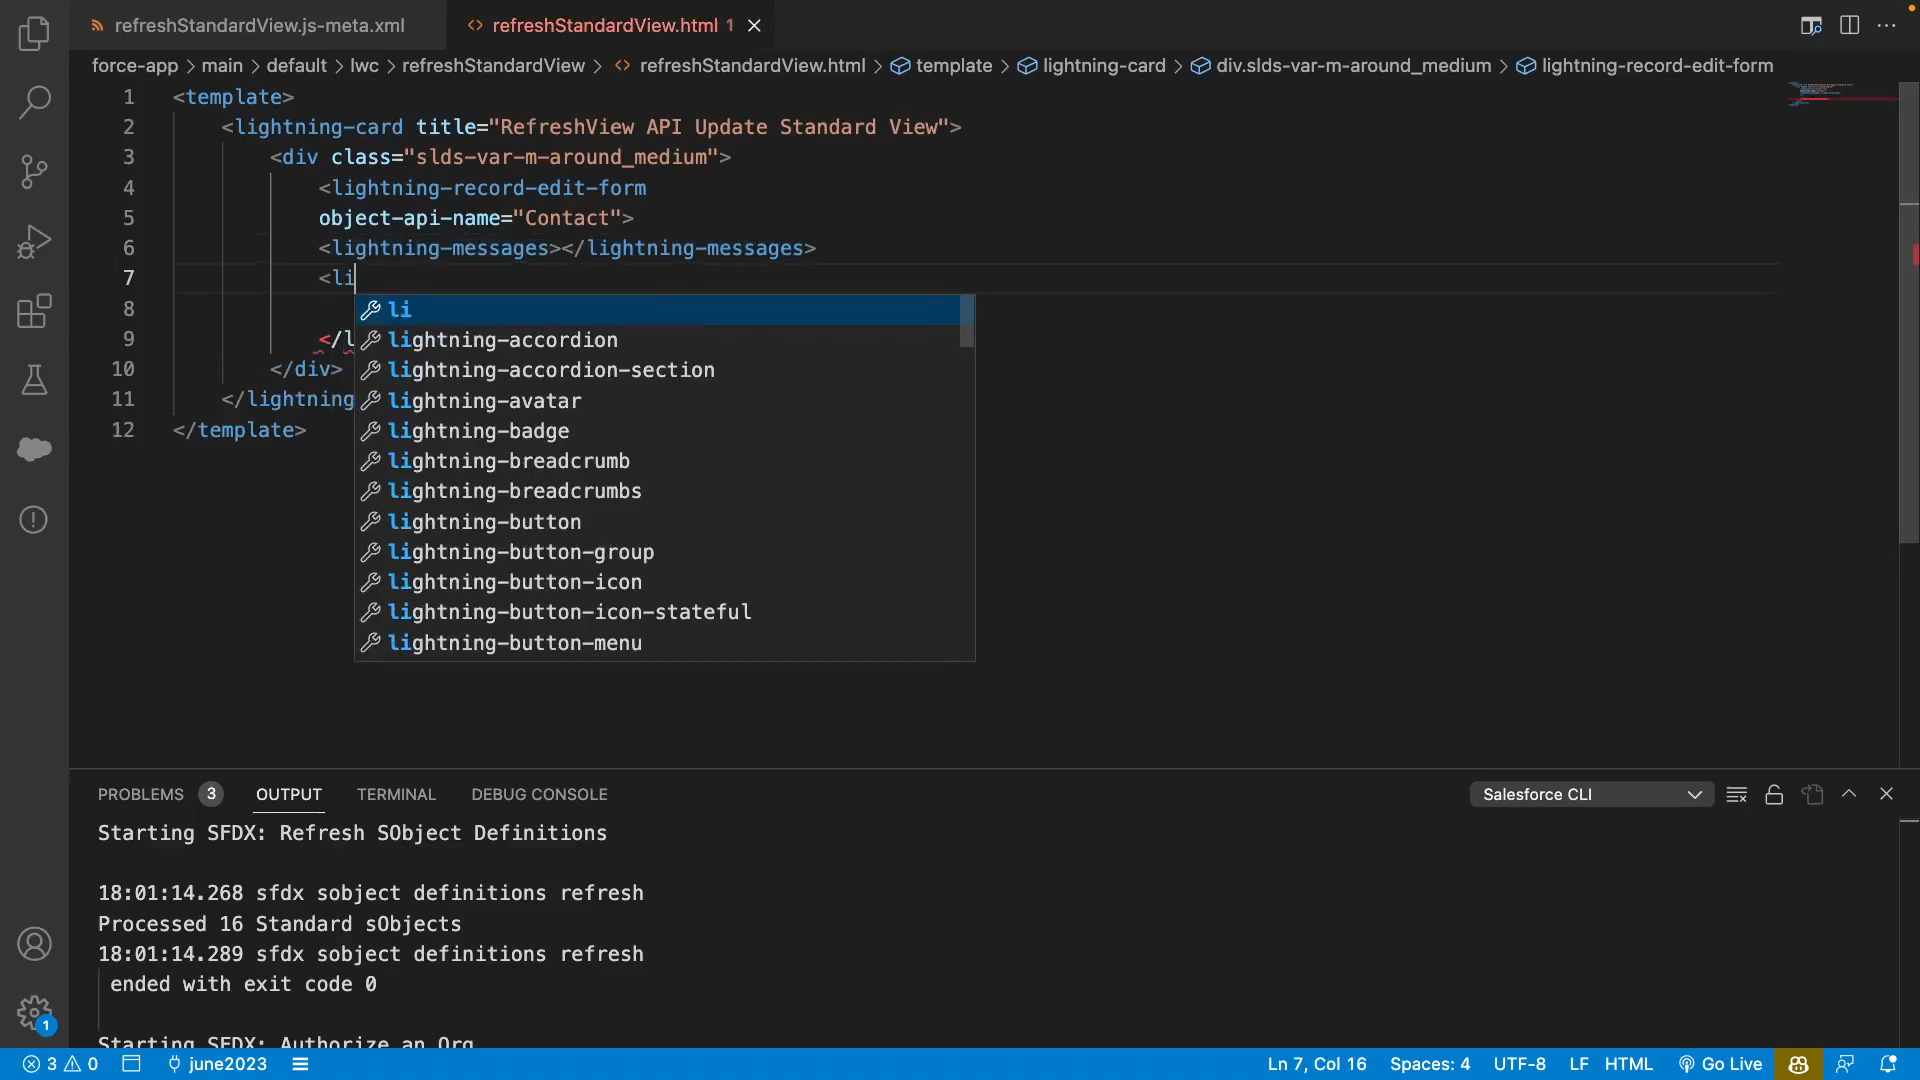 refreshStandardView.js-meta.xml
refreshStandardView.html 1
force-app > main > default > lwc > refreshStandardView > refreshStandardView.html > template > lightning-card > div.slds-var-m-around_medium > lightning-record-edit-form
1 <template>
2 <lightning-card title="RefreshView API Update Standard View">
3 <div class="slds-var-m-around_medium">
4 <lightning-record-edit-form
5 object-api-name="Contact">
6 <lightning-messages></lightning-messages>
7 <li
8 li
lightning-accordion
9 </l
lightning-accordion-section
10 </div>
11 </lightning
lightning-avatar
12 </template>
lightning-badge
lightning-breadcrumb
lightning-breadcrumbs
lightning-button
lightning-button-group
lightning-button-icon
lightning-button-icon-stateful
lightning-button-menu
PROBLEMS 3 OUTPUT TERMINAL DEBUG CONSOLE Salesforce CLI
Starting SFDX: Refresh SObject Definitions
18:01:14.268 sfdx sobject definitions refresh
Processed 16 Standard sObjects
18:01:14.289 sfdx sobject definitions refresh
ended with exit code 0
Starting SFDX: Authorize an Org
1
3 0 june2023 Ln 7, Col 16 Spaces: 4 UTF-8 LF HTML Go Live